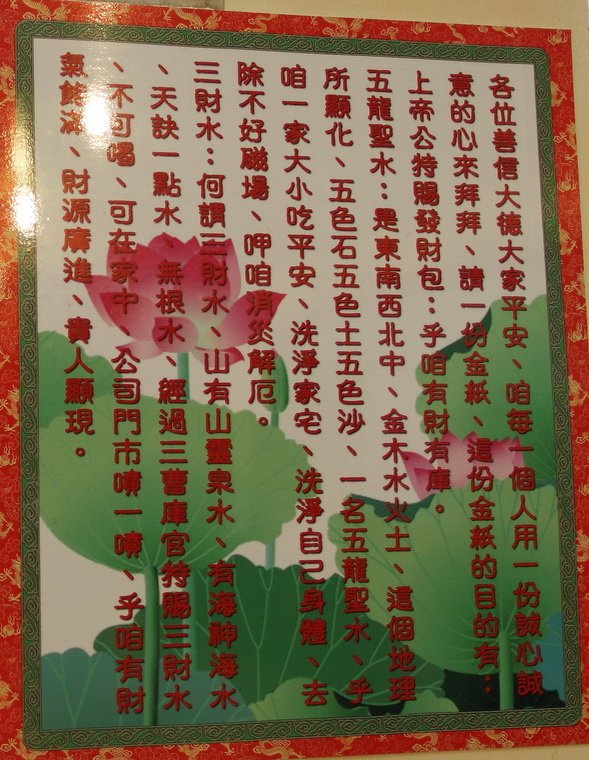 各位善信大德大家平安、咱每一個人用一份誠心誠
意的心來拜拜、請一份金紙、這份金紙的目的有：
上帝公特賜發財包：乎咱有財有庫。
五龍聖水：是東南西北中、金木水火土、這個地理
所顯化、五色石五色土五色沙、一名五龍聖水、乎
咱一家大小吃平安、洗淨家宅、洗淨自己身體、去
除不好磁場、呷咱消災解厄。
三財水：何謂三財水、山有山靈泉水、有海神海水
、天訣一點水、無根水、經過三曹庫官特賜三財水
、不可喝、可在家中、公司門市噴一噴、乎咱有財
氣飽滿、財源廣進、貴人顯現。